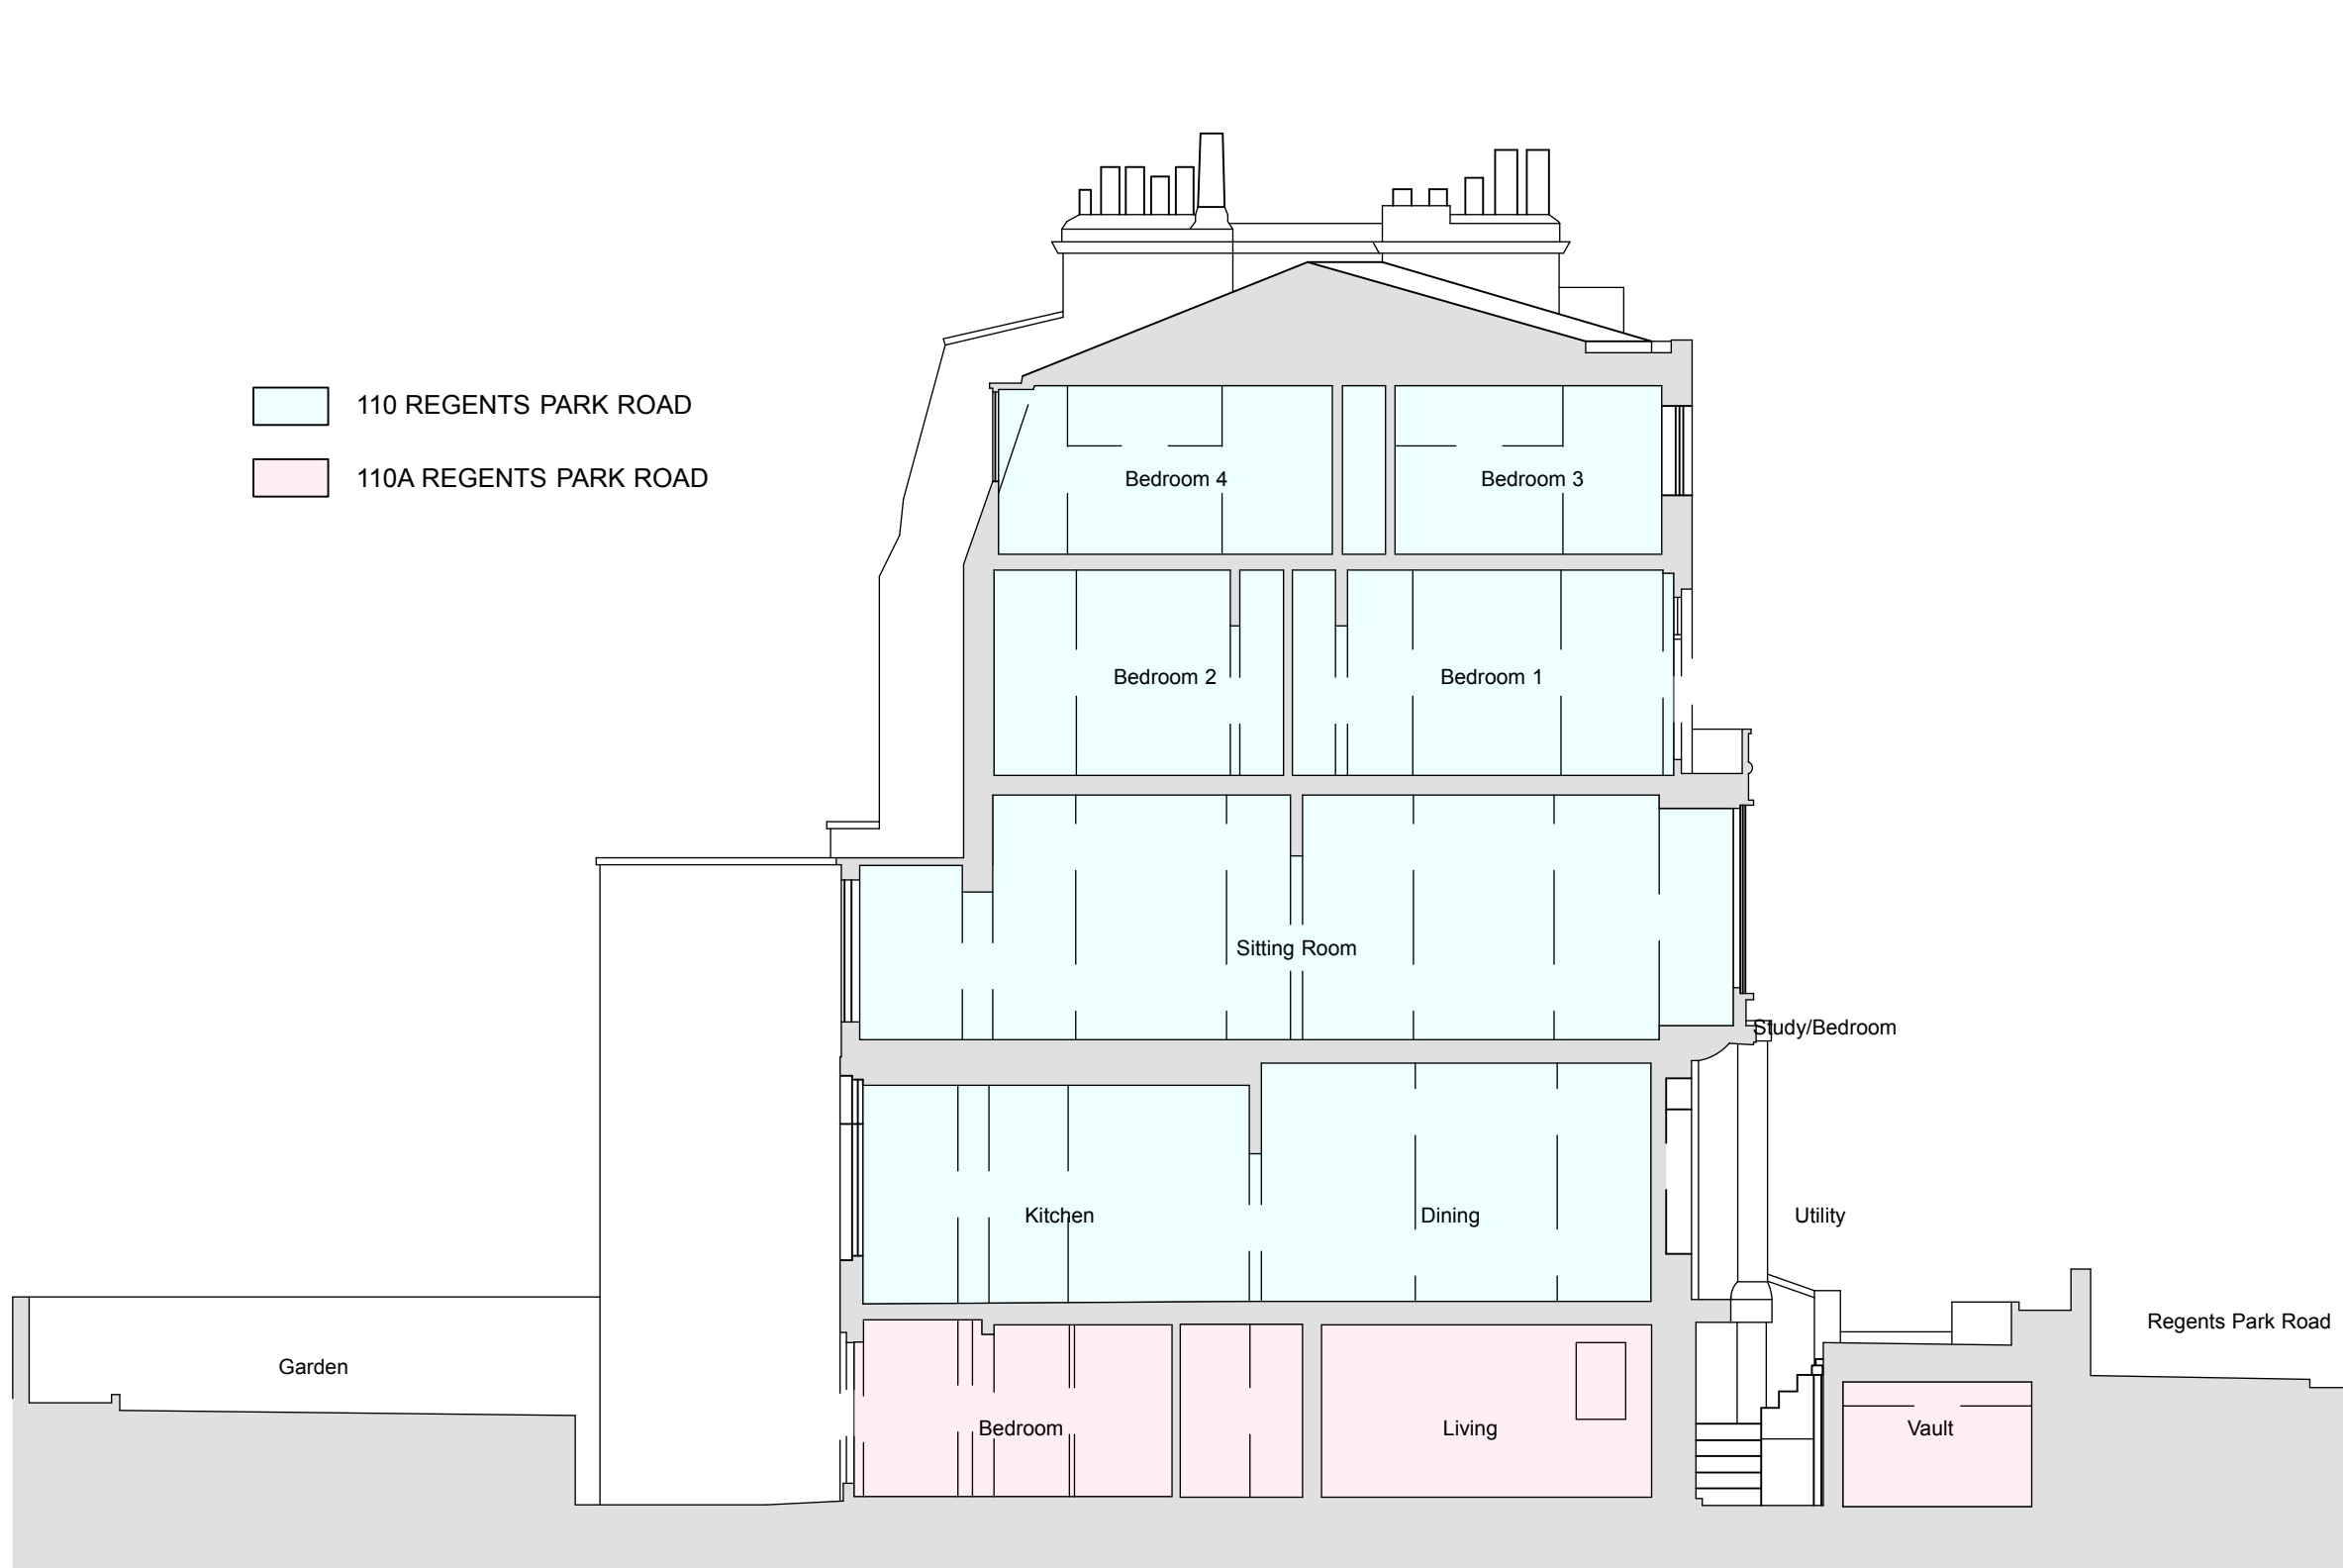 110 REGENTS PARK ROAD
110A REGENTS PARK ROAD
Bedroom 4
Bedroom 3
Bedroom 2
Bedroom 1
Sitting Room
Study/Bedroom
Kitchen
Dining
Utility
Regents Park Road
Garden
Bedroom
Living
Vault